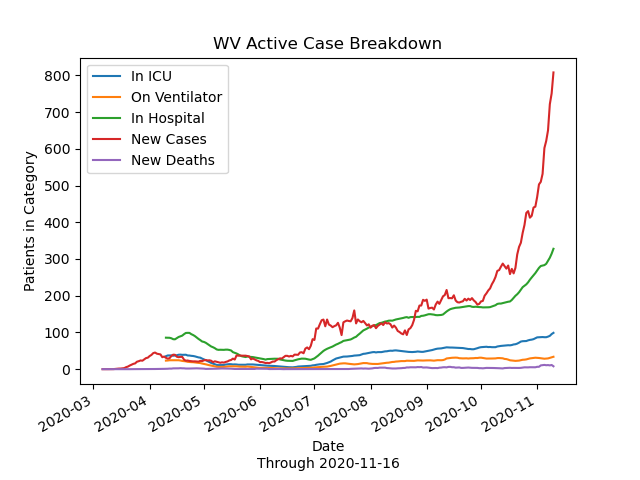 WV Active Case Breakdown
In ICU
On Ventilator
In Hospital
New Cases
New Deaths
800
700
600
500
400
300
200
100
0
Patients in Category
2020-03
2020-04
2020-05
2020-06
2020-07
2020-08
2020-09
2020-10
2020-11
Date
Through 2020-11-16